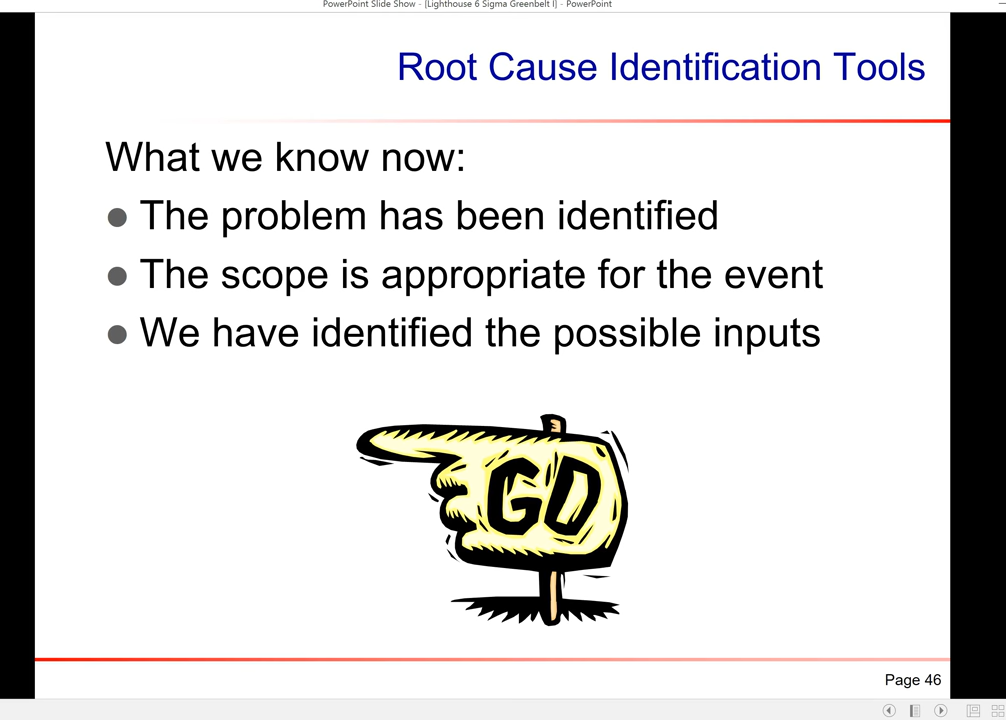 PowerPoint Slide Show - [Lighthouse 6 Sigma Greenbelt I] - PowerPoint
Root Cause Identification Tools
What we know now:
● The problem has been identified
● The scope is appropriate for the event
● We have identified the possible inputs
GO
Page 46